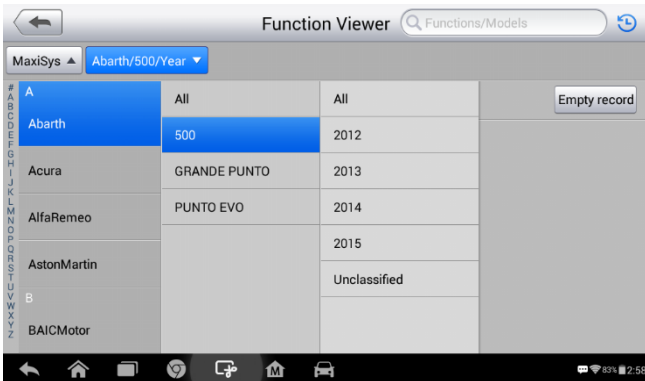 Function Viewer
Functions/Models
MaxiSys ▲
Abarth/500/Year ▼
#
A
B
C
D
E
F
G
H
I
J
K
L
M
N
O
P
Q
R
S
T
U
V
W
X
Y
Z
A
Abarth
Acura
AlfaRomeo
AstonMartin
B
BAICMotor
All
500
GRANDE PUNTO
PUNTO EVO
All
2012
2013
2014
2015
Unclassified
Empty record
M
83% 2:58